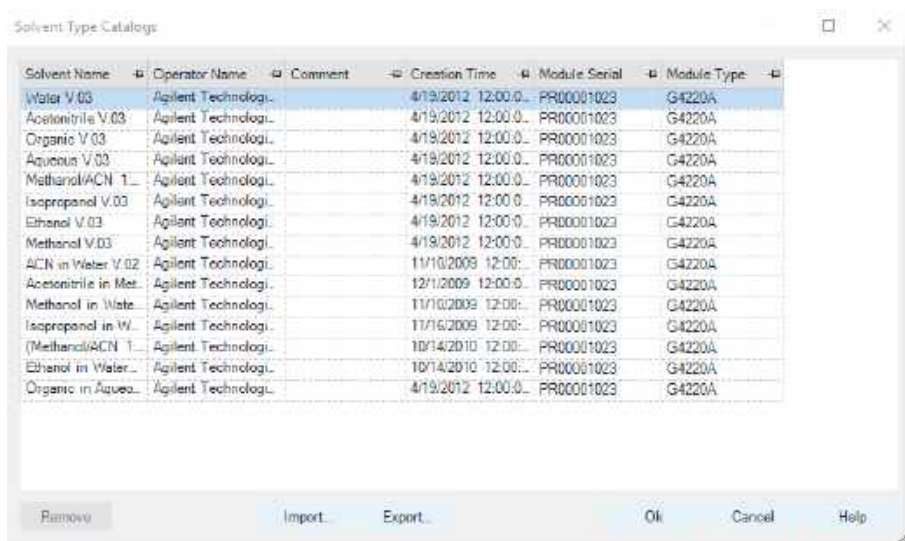 Solvent Type Catalogs
Solvent Name Operator Name Comment Creation Time Module Serial Module Type
Water V.03 Agilent Technologi... 4/19/2012 12:00:0... PR00001023 G4220A
Acetonitrile V.03 Agilent Technologi... 4/19/2012 12:00:0... PR00001023 G4220A
Organic V.03 Agilent Technologi... 4/19/2012 12:00:0... PR00001023 G4220A
Aqueous V.03 Agilent Technologi... 4/19/2012 12:00:0... PR00001023 G4220A
Methanol/ACN 1... Agilent Technologi... 4/19/2012 12:00:0... PR00001023 G4220A
Isopropanol V.03 Agilent Technologi... 4/19/2012 12:00:0... PR00001023 G4220A
Ethanol V.03 Agilent Technologi... 4/19/2012 12:00:0... PR00001023 G4220A
Methanol V.03 Agilent Technologi... 4/19/2012 12:00:0... PR00001023 G4220A
ACN in Water V.02 Agilent Technologi... 11/10/2009 12:00:... PR00001023 G4220A
Acetonitrile in Met... Agilent Technologi... 12/1/2009 12:00:... PR00001023 G4220A
Methanol in Wate... Agilent Technologi... 11/10/2009 12:00:... PR00001023 G4220A
Isopropanol in W... Agilent Technologi... 11/16/2009 12:00:... PR00001023 G4220A
(Methanol/ACN 1... Agilent Technologi... 10/14/2010 12:00:... PR00001023 G4220A
Ethanol in Water... Agilent Technologi... 10/14/2010 12:00:... PR00001023 G4220A
Organic in Aqueo... Agilent Technologi... 4/19/2012 12:00:0... PR00001023 G4220A
Remove Import... Export... Ok Cancel Help